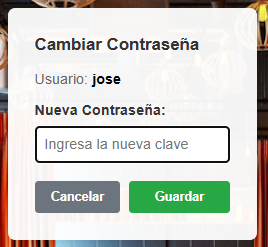 Cambiar Contraseña
Usuario: jose
Nueva Contraseña:
Ingresa la nueva clave
Cancelar Guardar